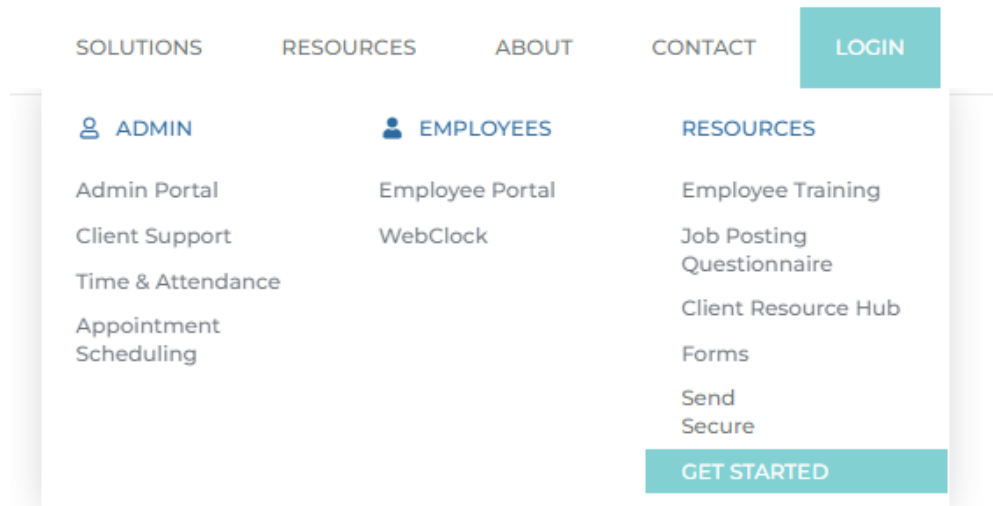 SOLUTIONS RESOURCES ABOUT CONTACT LOGIN
ADMIN
Admin Portal
Client Support
Time & Attendance
Appointment
Scheduling
EMPLOYEES
Employee Portal
WebClock
RESOURCES
Employee Training
Job Posting
Questionnaire
Client Resource Hub
Forms
Send
Secure
GET STARTED